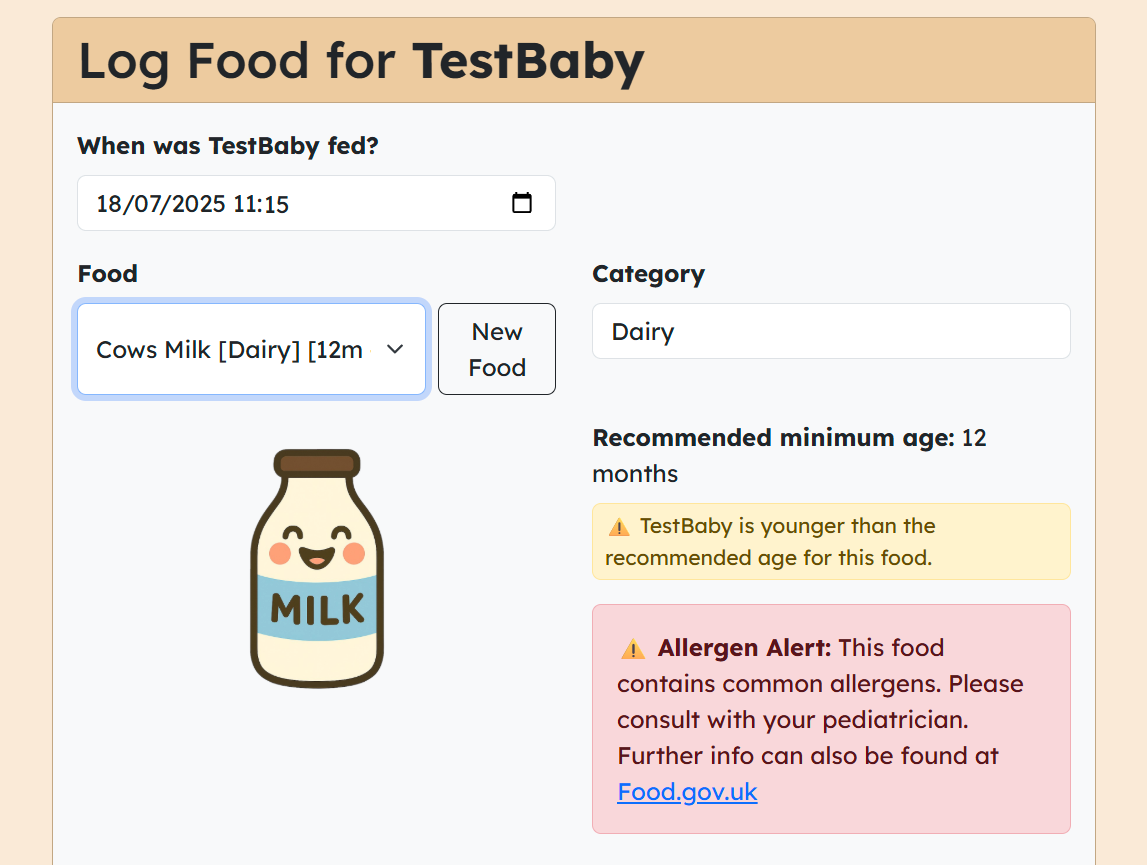 Log Food for TestBaby
When was TestBaby fed?
18/07/2025 11:15
Food
Category
Cows Milk [Dairy] [12m
New
Food
Dairy
Recommended minimum age: 12
months
⚠️ TestBaby is younger than the
recommended age for this food.
MILK
⚠️ Allergen Alert: This food
contains common allergens. Please
consult with your pediatrician.
Further info can also be found at
Food.gov.uk